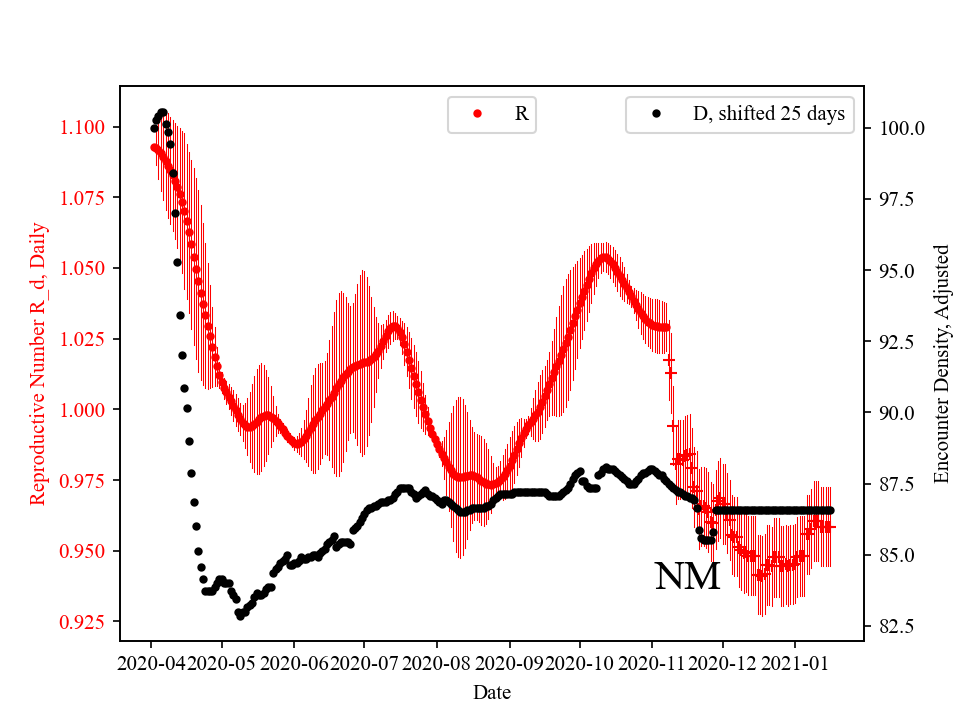 R
D, shifted 25 days
Reproductive Number R_d, Daily
1.100
1.075
1.050
1.025
1.000
0.975
0.950
0.925
100.0
97.5
95.0
92.5
90.0
87.5
85.0
82.5
Encounter Density, Adjusted
NM
2020-04 2020-05 2020-06 2020-07 2020-08 2020-09 2020-10 2020-11 2020-12 2021-01
Date